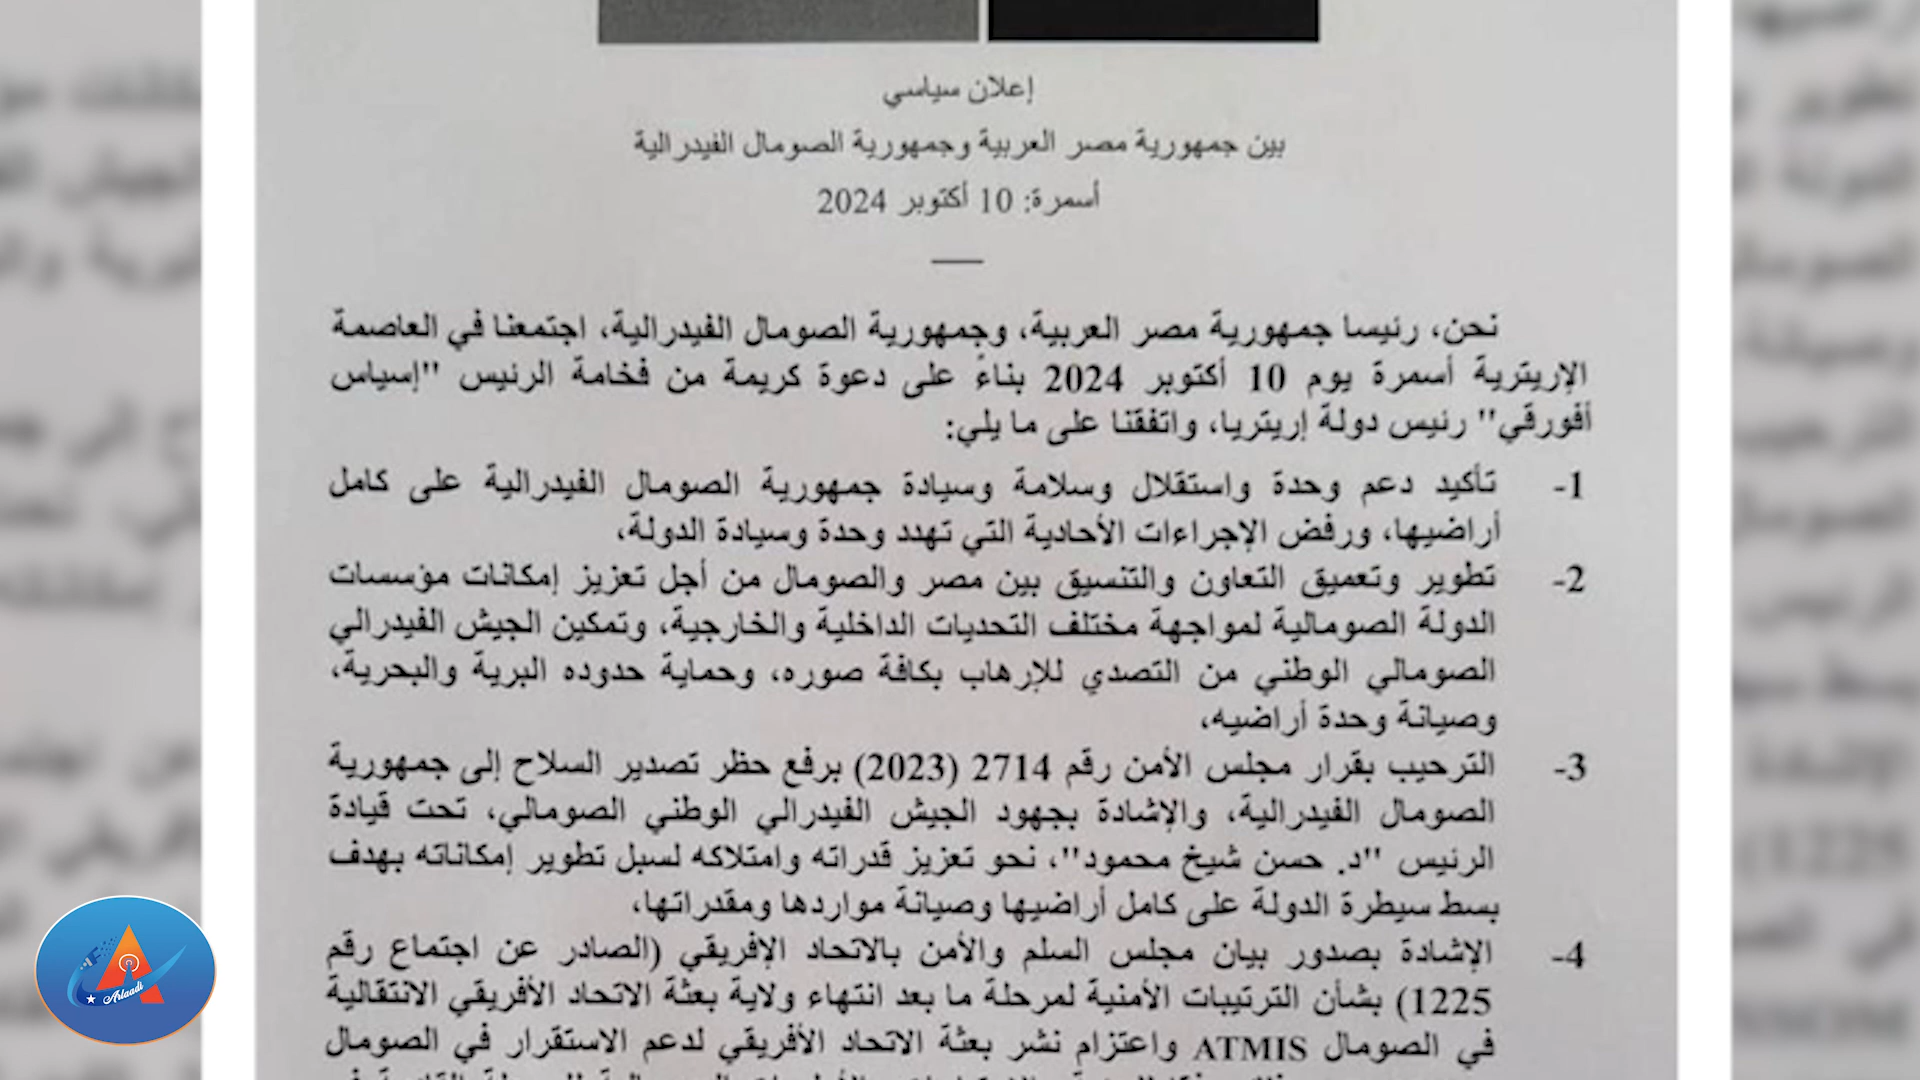 إعلان سياسي
بين جمهورية مصر العربية وجمهورية الصومال الفيدرالية
أسمرة: 10 أكتوبر 2024
نحن، رئيسا جمهورية مصر العربية، وجمهورية الصومال الفيدرالية، اجتمعنا في العاصمة
الإريترية أسمرة يوم 10 أكتوبر 2024 بناءً على دعوة كريمة من فخامة الرئيس "إسياس
أفورقي" رئيس دولة إريتريا، واتفقنا على ما يلي:
1- تأكيد دعم وحدة واستقلال وسلامة وسيادة جمهورية الصومال الفيدرالية على كامل
أراضيها، ورفض الإجراءات الأحادية التي تهدد وحدة وسيادة الدولة،
2- تطوير وتعميق التعاون والتنسيق بين مصر والصومال من أجل تعزيز إمكانات مؤسسات
الدولة الصومالية لمواجهة مختلف التحديات الداخلية والخارجية، وتمكين الجيش الفيدرالي
الصومالي الوطني من التصدي للإرهاب بكافة صوره، وحماية حدوده البرية والبحرية،
وصيانة وحدة أراضيه،
3- الترحيب بقرار مجلس الأمن رقم 2714 (2023) برفع حظر تصدير السلاح إلى جمهورية
الصومال الفيدرالية، والإشادة بجهود الجيش الفيدرالي الوطني الصومالي، تحت قيادة
الرئيس "د. حسن شيخ محمود"، نحو تعزيز قدراته وامتلاكه لسبل تطوير إمكاناته بهدف
بسط سيطرة الدولة على كامل أراضيها وصيانة مواردها ومقدراتها،
4- الإشادة بصدور بيان مجلس السلم والأمن بالاتحاد الإفريقي (الصادر عن اجتماع رقم
1225) بشأن الترتيبات الأمنية لمرحلة ما بعد انتهاء ولاية بعثة الاتحاد الأفريقي الانتقالية
في الصومال ATMIS واعتزام نشر بعثة الاتحاد الأفريقي لدعم الاستقرار في الصومال
Arlaadi